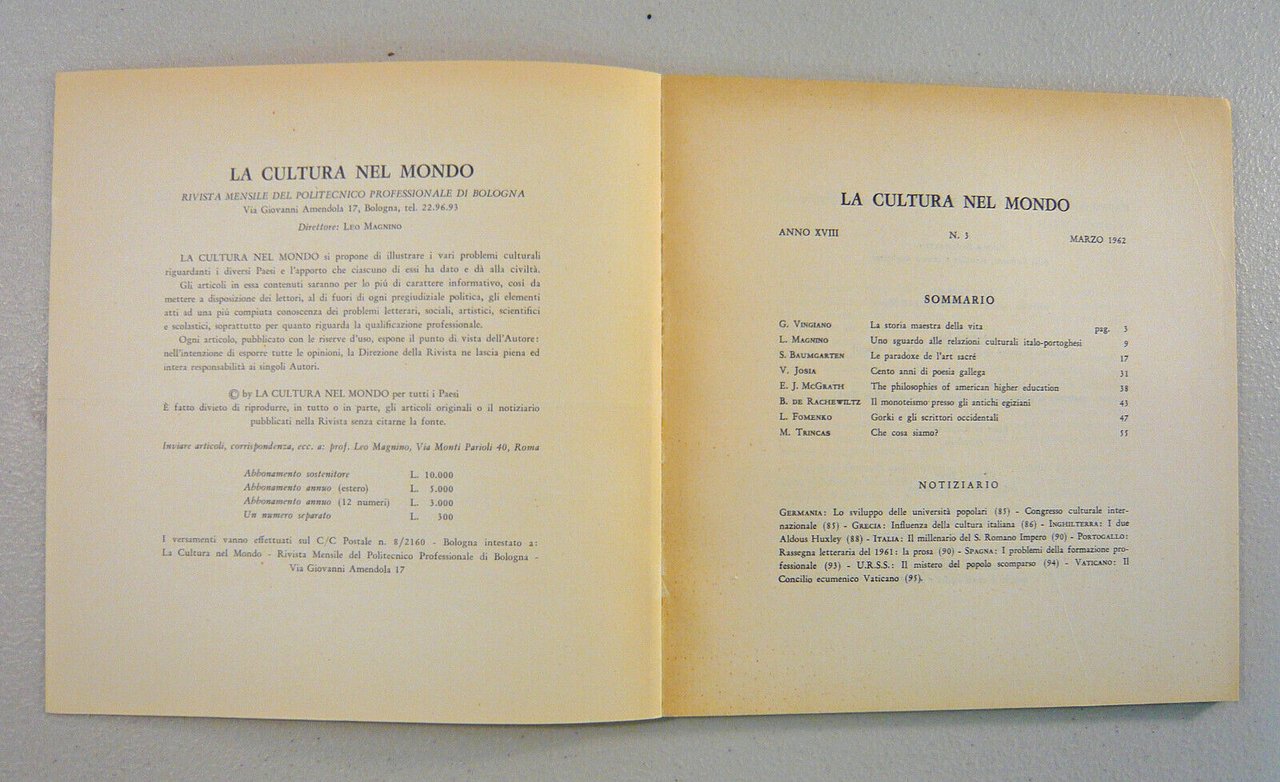 LA CULTURA NEL MONDO
RIVISTA MENSILE DEL POLITECNICO PROFESSIONALE DI BOLOGNA
Via Giovanni Amendola 17, Bologna, tel. 22.96.93
Direttore: LEO MAGNINO
LA CULTURA NEL MONDO si propone di illustrare i vari problemi culturali
riguardanti i diversi Paesi e l'apporto che ciascuno di essi ha dato e dà alla civiltà.
Gli articoli in essa contenuti saranno per lo piú di carattere informativo, cosi da
mettere a disposizione dei lettori, al di fuori di ogni pregiudiziale politica, gli elementi
atti ad una più compiuta conoscenza dei problemi letterari, sociali, artistici, scientifici
e scolastici, soprattutto per quanto riguarda la qualificazione professionale.
Ogni articolo, pubblicato con le riserve d'uso, espone il punto di vista dell'Autore:
nell'intenzione di esporre tutte le opinioni, la Direzione della Rivista ne lascia piena ed
intera responsabilità ai singoli Autori.
© by LA CULTURA NEL MONDO per tutti i Paesi
È fatto divieto di riprodurre, in tutto o in parte, gli articoli originali o il notiziario
pubblicati nella Rivista senza citarne la fonte.
Inviare articoli, corrispondenza, ecc. a: prof. Leo Magnino, Via Monti Parioli 40, Roma
Abbonamento sostenitore L. 10.000
Abbonamento annuo (estero) L. 5.000
Abbonamento annuo (12 numeri) L. 3.000
Un numero separato L. 300
I versamenti vanno effettuati sul C/C Postale n. 8/2160 - Bologna intestato a:
La Cultura nel Mondo - Rivista Mensile del Politecnico Professionale di Bologna -
Via Giovanni Amendola 17
LA CULTURA NEL MONDO
ANNO XVIII N. 3 MARZO 1962
SOMMARIO
G. VINGIANO La storia maestra della vita pag. 3
L. MAGNINO Uno sguardo alle relazioni culturali italo-portoghesi 9
S. BAUMGARTEN Le paradoxe de l'art sacré 17
V. JOSIA Cento anni di poesia gallega 31
E. J. MCGRATH The philosophies of american higher education 38
B. DE RACHEWILTZ Il monoteismo presso gli antichi egiziani 43
L. FOMENKO Gorki e gli scrittori occidentali 47
M. TRINCAS Che cosa siamo? 55
NOTIZIARIO
GERMANIA: Lo sviluppo delle università popolari (85) - Congresso culturale inter-
nazionale (85) - GRECIA: Influenza della cultura italiana (86) - INGHILTERRA: I due
Aldous Huxley (88) - ITALIA: Il millenario del S. Romano Impero (90) - PORTOGALLO:
Rassegna letteraria del 1961: la prosa (90) - SPAGNA: I problemi della formazione pro-
fessionale (93) - U.R.S.S.: Il mistero del popolo scomparso (94) - VATICANO: Il
Concilio ecumenico Vaticano (95).